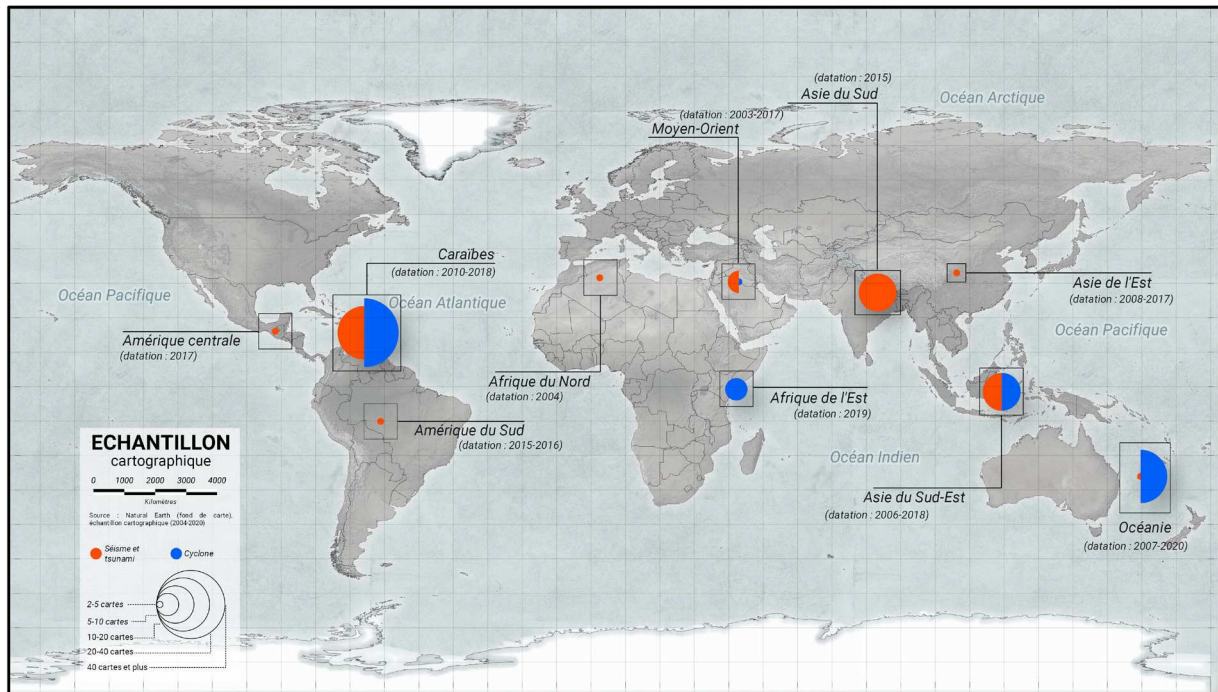 (datation : 2015)
Asie du Sud
Océan Arctique
(datation : 2003-2017)
Moyen-Orient
Caraïbes
(datation : 2010-2018)
Océan Pacifique
Océan Atlantique
Asie de l'Est
(datation : 2008-2017)
Océan Pacifique
Amérique centrale
(datation : 2017)
Afrique du Nord
(datation : 2004)
Afrique de l'Est
(datation : 2019)
Amérique du Sud
(datation : 2015-2016)
Océan Indien
Asie du Sud-Est
(datation : 2006-2018)
Océanie
(datation : 2007-2020)
ECHANTILLON
cartographique
0 1000 2000 3000 4000
Kilomètres
Source : Natural Earth (fond de carte),
échantillon cartographique (2004-2020)
Séisme et
tsunami
Cyclone
2-5 cartes
5-10 cartes
10-20 cartes
20-40 cartes
40 cartes et plus